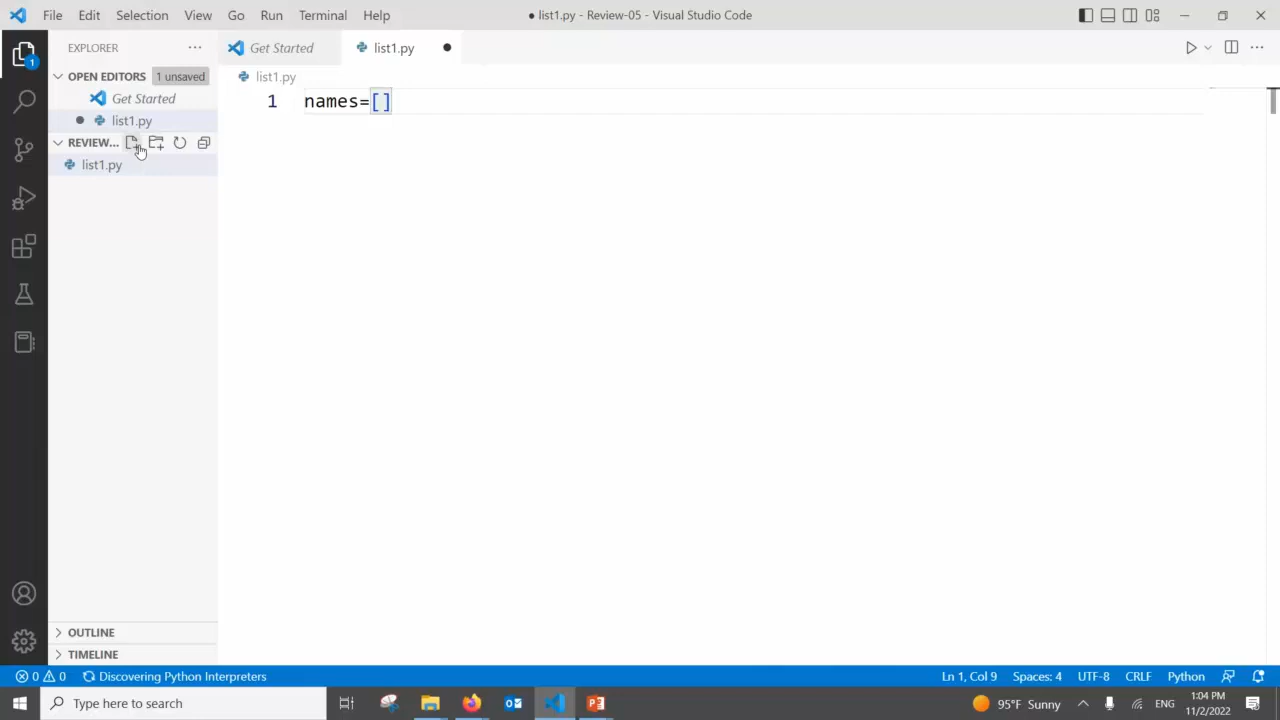 File Edit Selection View Go Run Terminal Help
● list1.py - Review-05 - Visual Studio Code
EXPLORER
Get Started
list1.py
OPEN EDITORS 1 unsaved
Get Started
list1.py
REVIEW...
list1.py
list1.py
1 names=[]
OUTLINE
TIMELINE
1
0 0 Discovering Python Interpreters
Ln 1, Col 9 Spaces: 4 UTF-8 CRLF Python
Type here to search
95°F Sunny
ENG
1:04 PM
11/2/2022